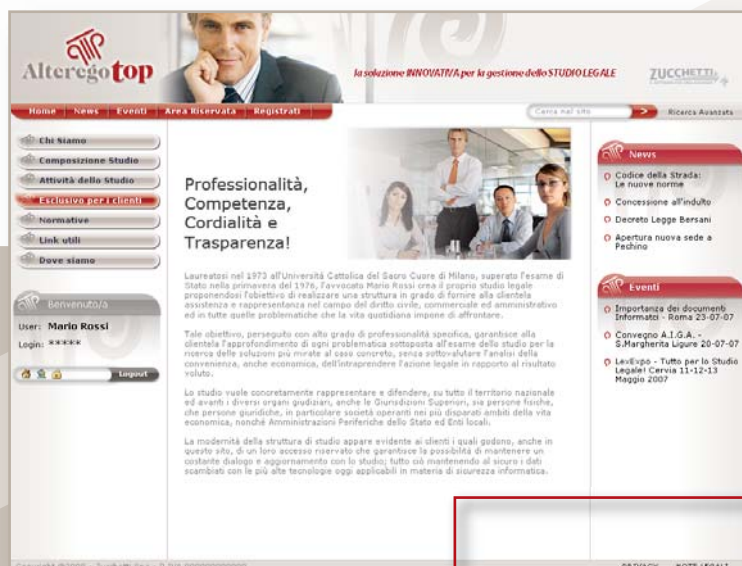 Alteregotop
la soluzione INNOVATIVA per la gestione dello STUDIO LEGALE
ZUCCHETTI
Home News Eventi Area Riservata Registrati
Cerca nel sito
>
Ricerca Avanzata
Chi Siamo
Composizione Studio
Attività dello Studio
Esclusivo per i clienti
Normative
Link utili
Dove siamo
Benvenuto/a
User: Mario Rossi
Login: *****
Logout
Professionalità,
Competenza,
Cordialità e
Trasparenza!
Laureatosi nel 1973 all'Università Cattolica del Sacro Cuore di Milano, superato l'esame di
Stato nella primavera del 1976, l'avvocato Mario Rossi crea il proprio studio legale
proponendosi l'obiettivo di realizzare una struttura in grado di fornire alla clientela
assistenza e rappresentanza nel campo del diritto civile, commerciale ed amministrativo
ed in tutte quelle problematiche che la vita quotidiana impone di affrontare.
Tale obiettivo, perseguito con alto grado di professionalità specifica, garantisce alla
clientela l'approfondimento di ogni problematica sottoposta all'esame dello studio per la
ricerca delle soluzioni più mirate al caso concreto, senza sottovalutare l'analisi della
convenienza, anche economica, dell'intraprendere l'azione legale in rapporto al risultato
voluto.
Lo studio vuole concretamente rappresentare e difendere, su tutto il territorio nazionale
ed avanti i diversi organi giudiziari, anche le Giurisdizioni Superiori, sia persone fisiche,
che persone giuridiche, in particolare società operanti nei più disparati ambiti della vita
economica, nonché Amministrazioni Periferiche dello Stato ed Enti locali.
La modernità della struttura di studio appare evidente ai clienti i quali godono, anche in
questo sito, di un loro accesso riservato che garantisce la possibilità di mantenere un
costante dialogo e aggiornamento con lo studio; tutto ciò mantenendo al sicuro i dati
scambiati con le più alte tecnologie oggi applicabili in materia di sicurezza informatica.
News
Codice della Strada:
Le nuove norme
Concessione all'indulto
Decreto Legge Bersani
Apertura nuova sede a
Pechino
Eventi
Importanza dei documenti
Informatici - Roma 23-07-07
Convegno A.I.G.A. -
S.Margherita Ligure 20-07-07
LexExpo - Tutto per lo Studio
Legale! Cervia 11-12-13
Maggio 2007